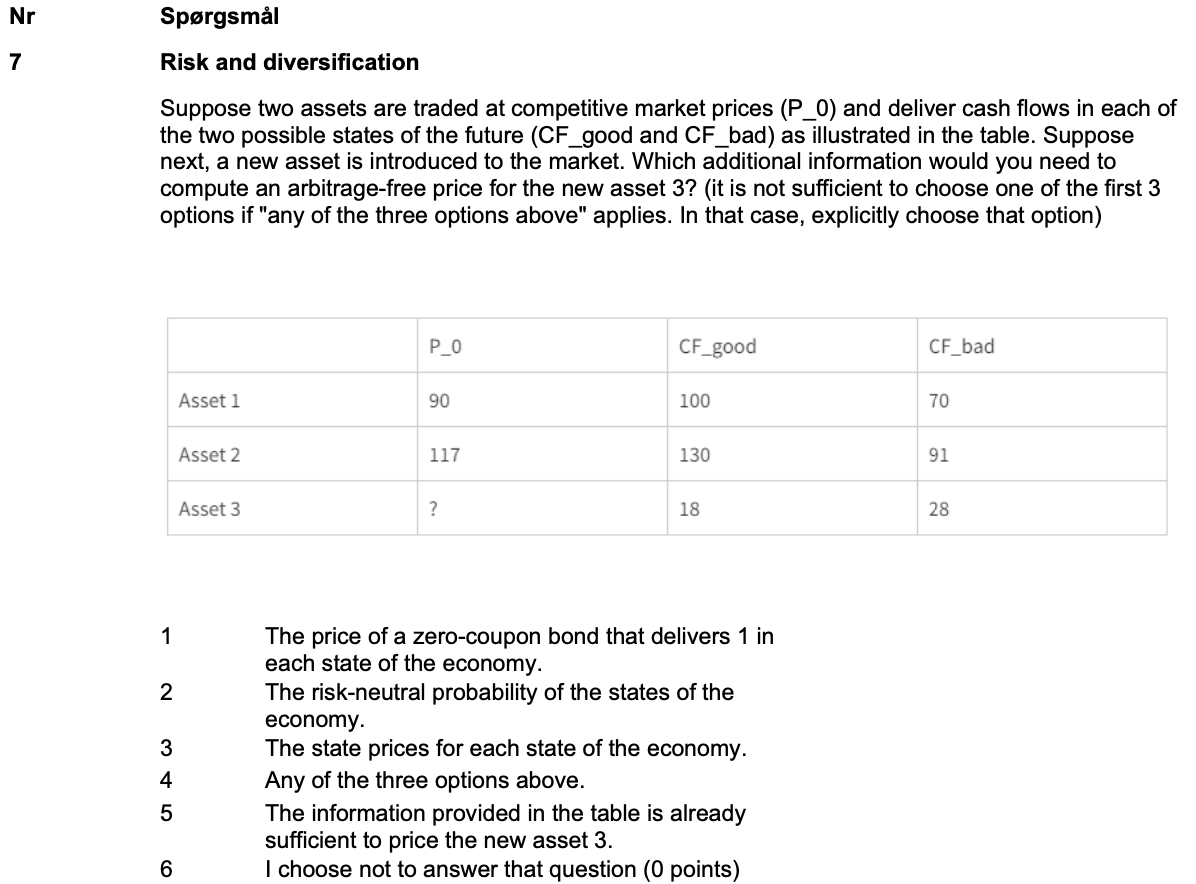 Nr Spørgsmål
7 Risk and diversification
Suppose two assets are traded at competitive market prices (P_0) and deliver cash flows in each of
the two possible states of the future (CF_good and CF_bad) as illustrated in the table. Suppose
next, a new asset is introduced to the market. Which additional information would you need to
compute an arbitrage-free price for the new asset 3? (it is not sufficient to choose one of the first 3
options if "any of the three options above" applies. In that case, explicitly choose that option)
P_0 CF_good CF_bad
Asset 1 90 100 70
Asset 2 117 130 91
Asset 3 ? 18 28
1 The price of a zero-coupon bond that delivers 1 in
each state of the economy.
2 The risk-neutral probability of the states of the
economy.
3 The state prices for each state of the economy.
4 Any of the three options above.
5 The information provided in the table is already
sufficient to price the new asset 3.
6 I choose not to answer that question (0 points)